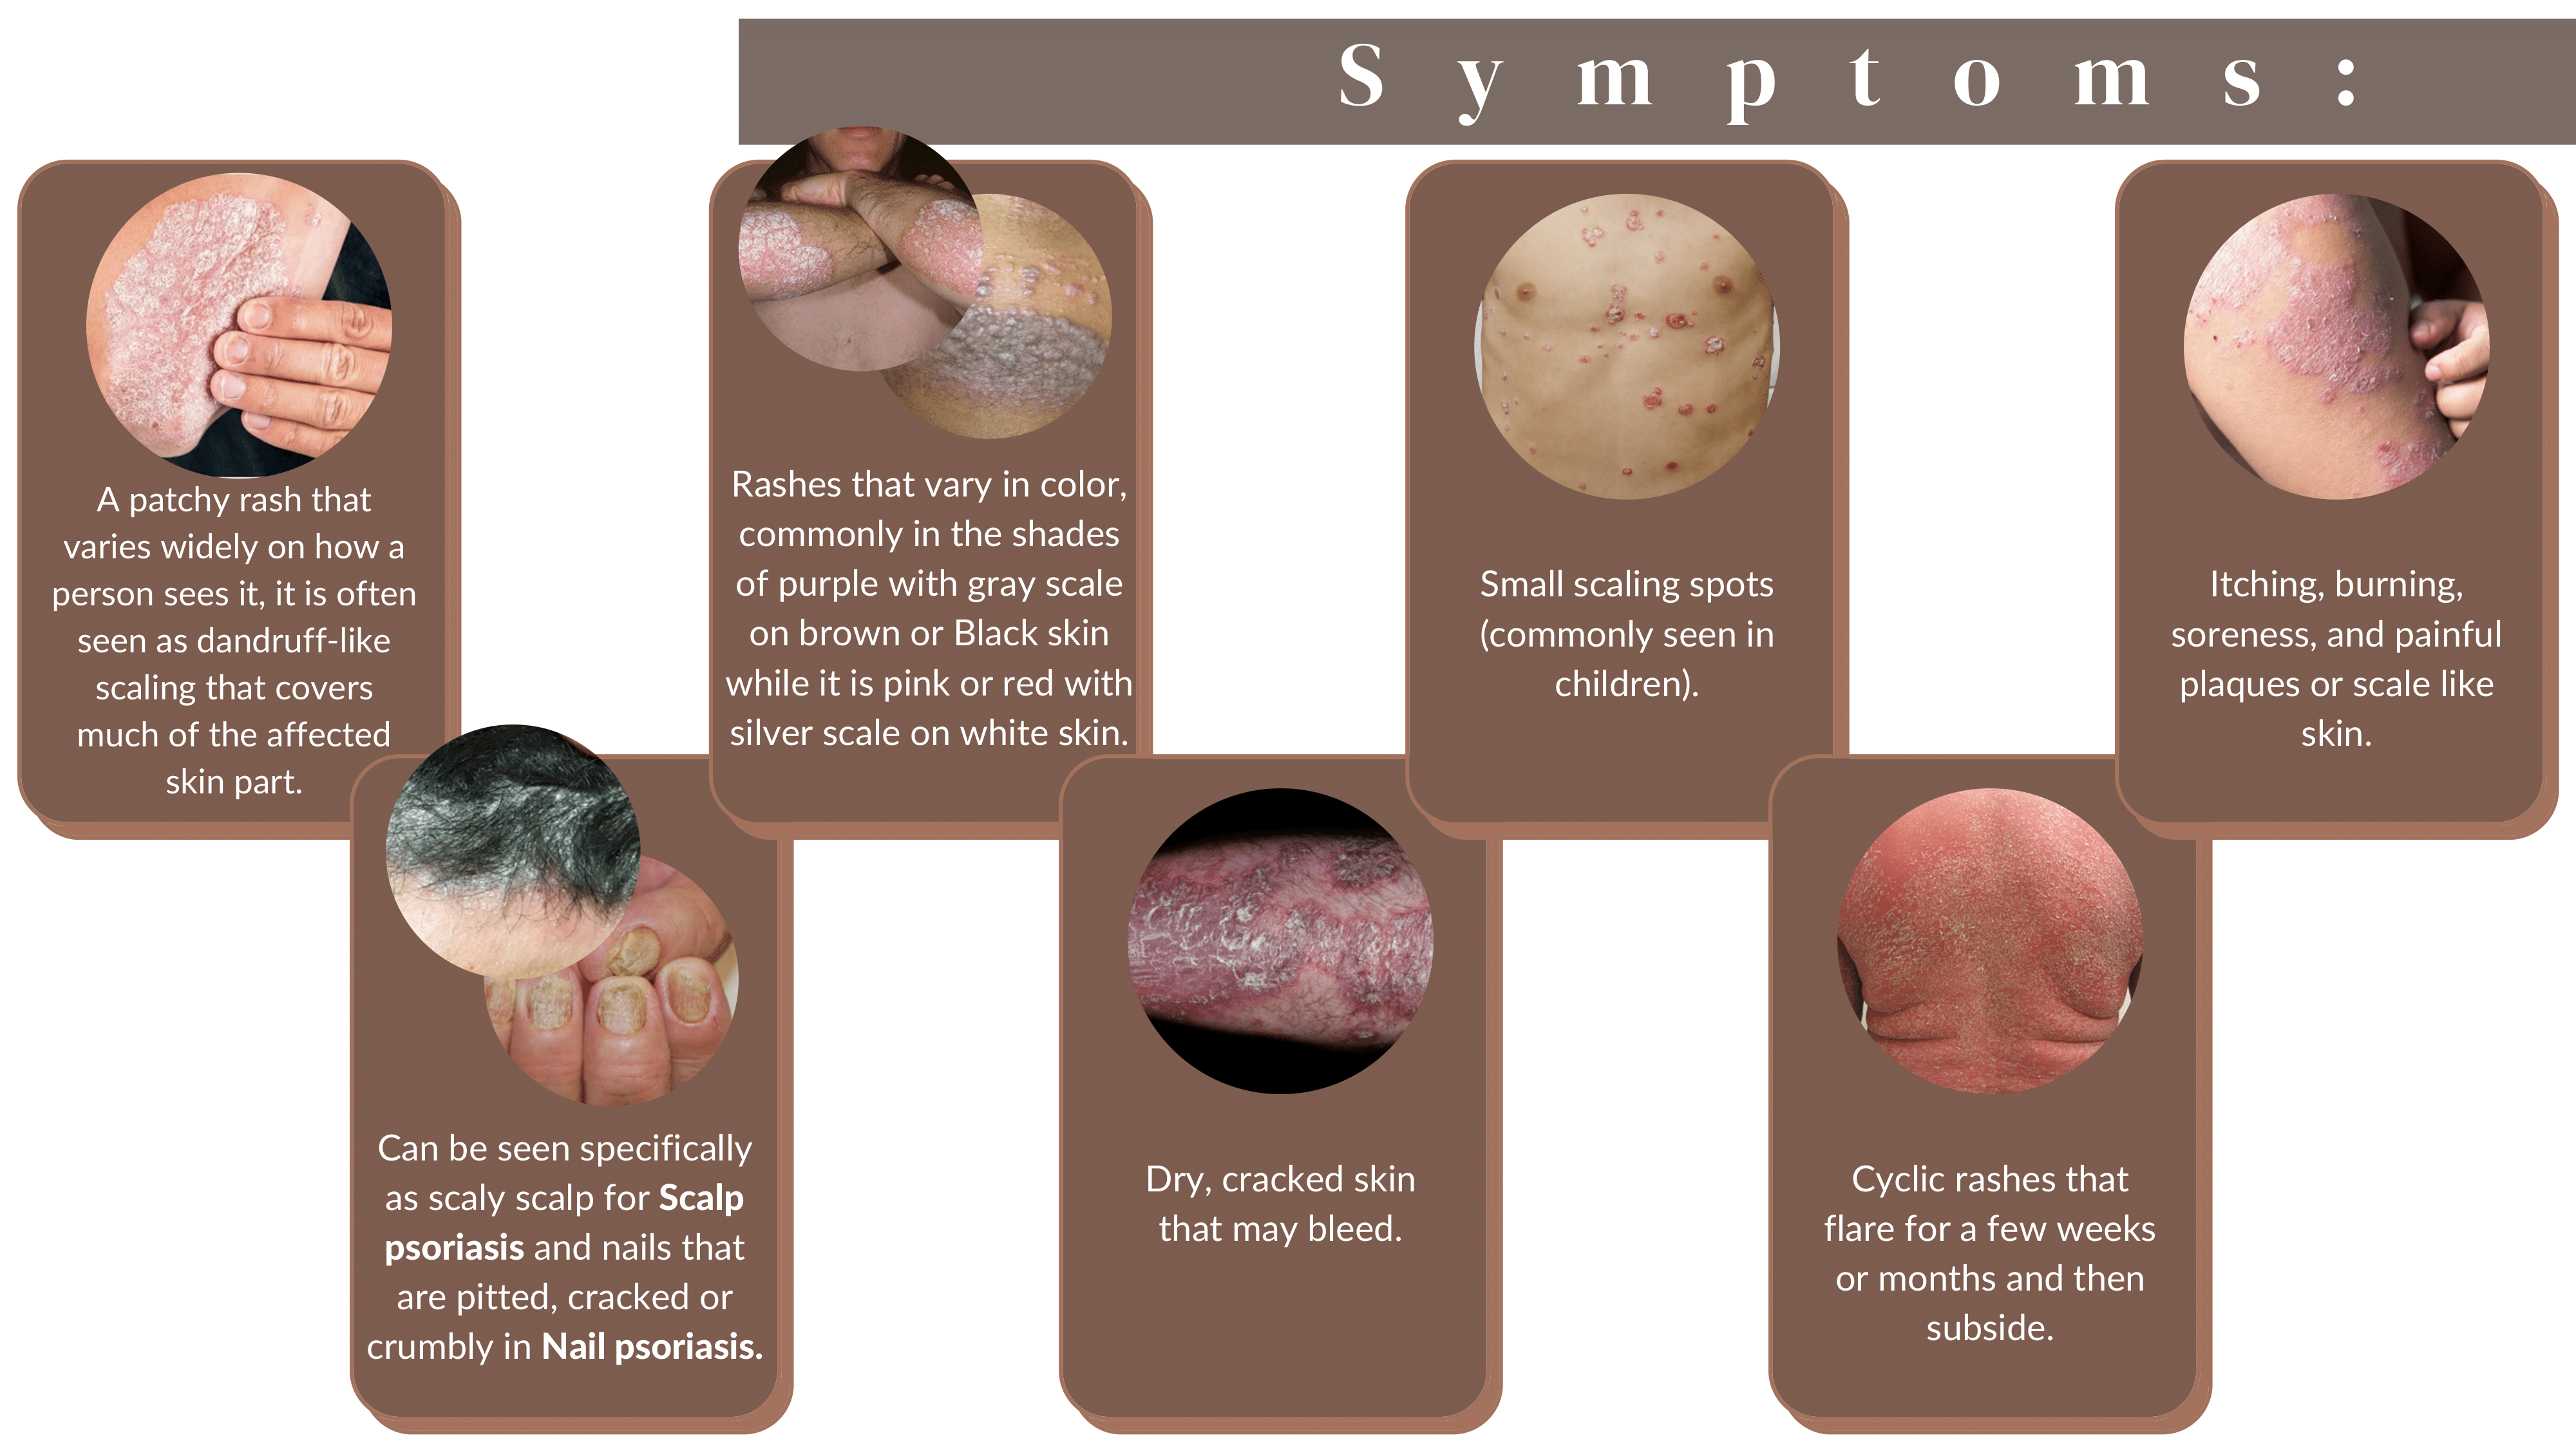 Symptoms:
A patchy rash that
varies widely on how a
person sees it, it is often
seen as dandruff-like
scaling that covers
much of the affected
skin part.
Can be seen specifically
as scaly scalp for Scalp
psoriasis and nails that
are pitted, cracked or
crumbly in Nail psoriasis.
Rashes that vary in color,
commonly in the shades
of purple with gray scale
on brown or Black skin
while it is pink or red with
silver scale on white skin.
Dry, cracked skin
that may bleed.
Small scaling spots
(commonly seen in
children).
Cyclic rashes that
flare for a few weeks
or months and then
subside.
Itching, burning,
soreness, and painful
plaques or scale like
skin.